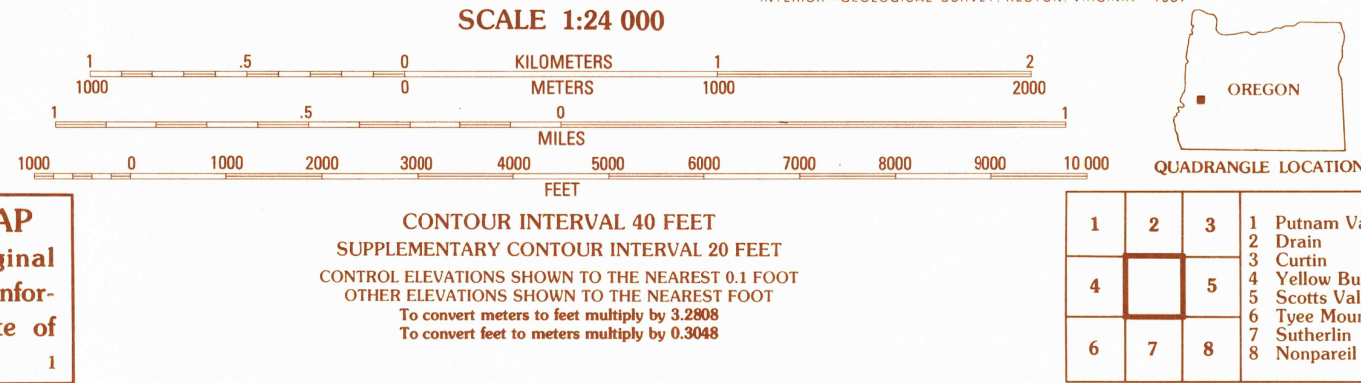 SCALE 1:24 000
1 .5 0 KILOMETERS 1 2
1000 0 METERS 1000 2000
1 .5 0 1
MILES
1000 0 1000 2000 3000 4000 5000 6000 7000 8000 9000 10 000
FEET
CONTOUR INTERVAL 40 FEET
SUPPLEMENTARY CONTOUR INTERVAL 20 FEET
CONTROL ELEVATIONS SHOWN TO THE NEAREST 0.1 FOOT
OTHER ELEVATIONS SHOWN TO THE NEAREST FOOT
To convert meters to feet multiply by 3.2808
To convert feet to meters multiply by 0.3048
AP
ginal
nfor-
te of
1
OREGON
QUADRANGLE LOCATION
1 2 3
4 5
6 7 8
1 Putnam Va
2 Drain
3 Curtin
4 Yellow Bu
5 Scotts Val
6 Tyee Moun
7 Sutherlin
8 Nonpareil